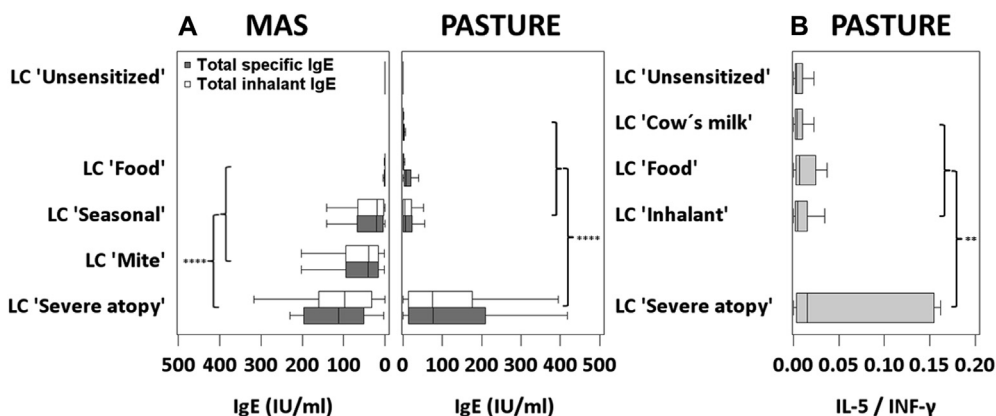 A MAS PASTURE B PASTURE
LC 'Unsensitized'
Total specific IgE
Total inhalant IgE
LC 'Food'
LC 'Seasonal'
LC 'Mite'
LC 'Severe atopy'
****
****
500 400 300 200 100 0
IgE (IU/ml)
0 100 200 300 400 500
IgE (IU/ml)
LC 'Unsensitized'
LC 'Cow´s milk'
LC 'Food'
LC 'Inhalant'
LC 'Severe atopy'
**
0.00 0.05 0.10 0.15 0.20
IL-5 / INF-γ